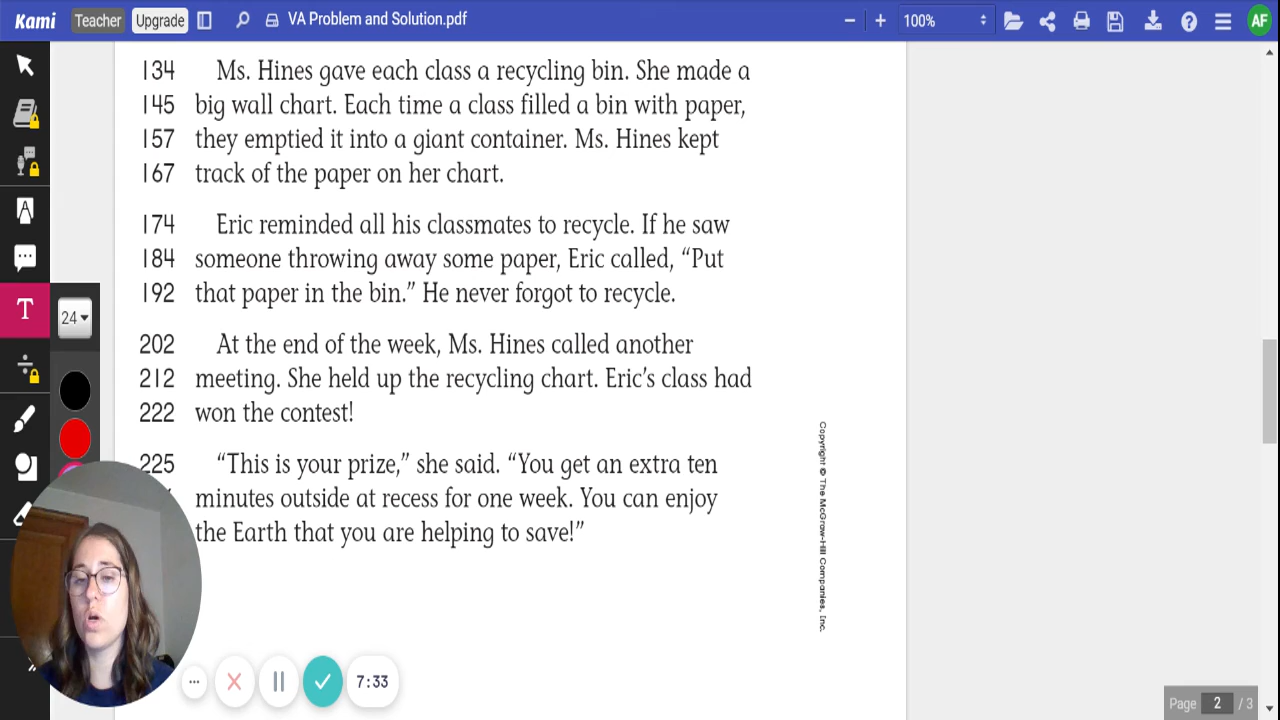 Kami Teacher Upgrade VA Problem and Solution.pdf 100% AF
134 Ms. Hines gave each class a recycling bin. She made a
145 big wall chart. Each time a class filled a bin with paper,
157 they emptied it into a giant container. Ms. Hines kept
167 track of the paper on her chart.
174 Eric reminded all his classmates to recycle. If he saw
184 someone throwing away some paper, Eric called, “Put
192 that paper in the bin.” He never forgot to recycle.
202 At the end of the week, Ms. Hines called another
212 meeting. She held up the recycling chart. Eric’s class had
222 won the contest!
225 “This is your prize,” she said. “You get an extra ten
minutes outside at recess for one week. You can enjoy
the Earth that you are helping to save!”
Copyright © The McGraw-Hill Companies, Inc.
T
24
7:33
Page 2 / 3